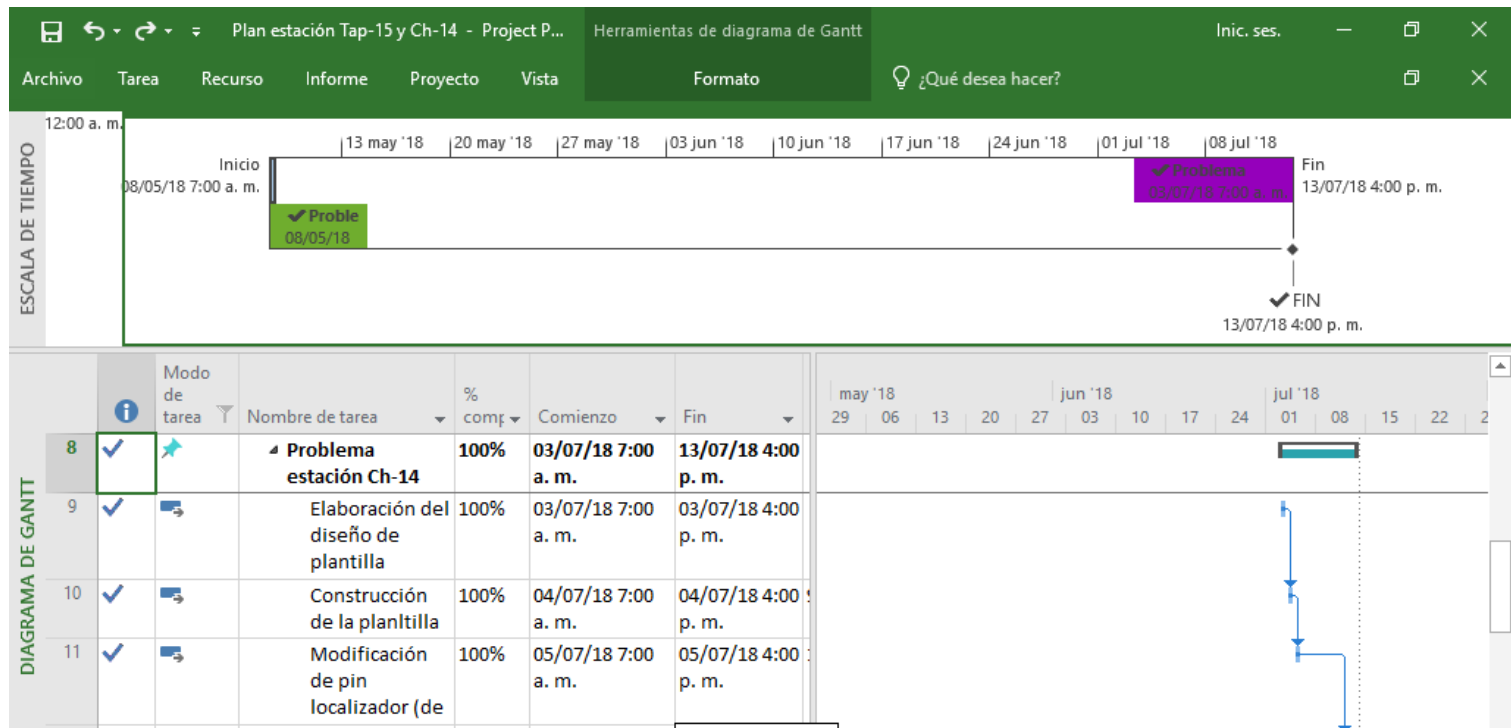 Plan estación Tap-15 y Ch-14 - Project P... Herramientas de diagrama de Gantt Inic. ses.
Archivo Tarea Recurso Informe Proyecto Vista Formato ¿Qué desea hacer?
ESCALA DE TIEMPO
12:00 a. m.
13 may '18 20 may '18 27 may '18 03 jun '18 10 jun '18 17 jun '18 24 jun '18 01 jul '18 08 jul '18
Inicio
08/05/18 7:00 a. m.
Problema
03/07/18 7:00 a. m.
Fin
13/07/18 4:00 p. m.
Proble
08/05/18
FIN
13/07/18 4:00 p. m.
DIAGRAMA DE GANTT
Modo
de
tarea
Nombre de tarea
%
comp
Comienzo
Fin
may '18 jun '18 jul '18
29 06 13 20 27 03 10 17 24 01 08 15 22
8 Problema 100% 03/07/18 7:00 13/07/18 4:00
estación Ch-14 a. m. p. m.
9 Elaboración del 100% 03/07/18 7:00 03/07/18 4:00
diseño de a. m. p. m.
plantilla
10 Construcción 100% 04/07/18 7:00 04/07/18 4:00
de la planltilla a. m. p. m.
11 Modificación 100% 05/07/18 7:00 05/07/18 4:00
de pin a. m. p. m.
localizador (de